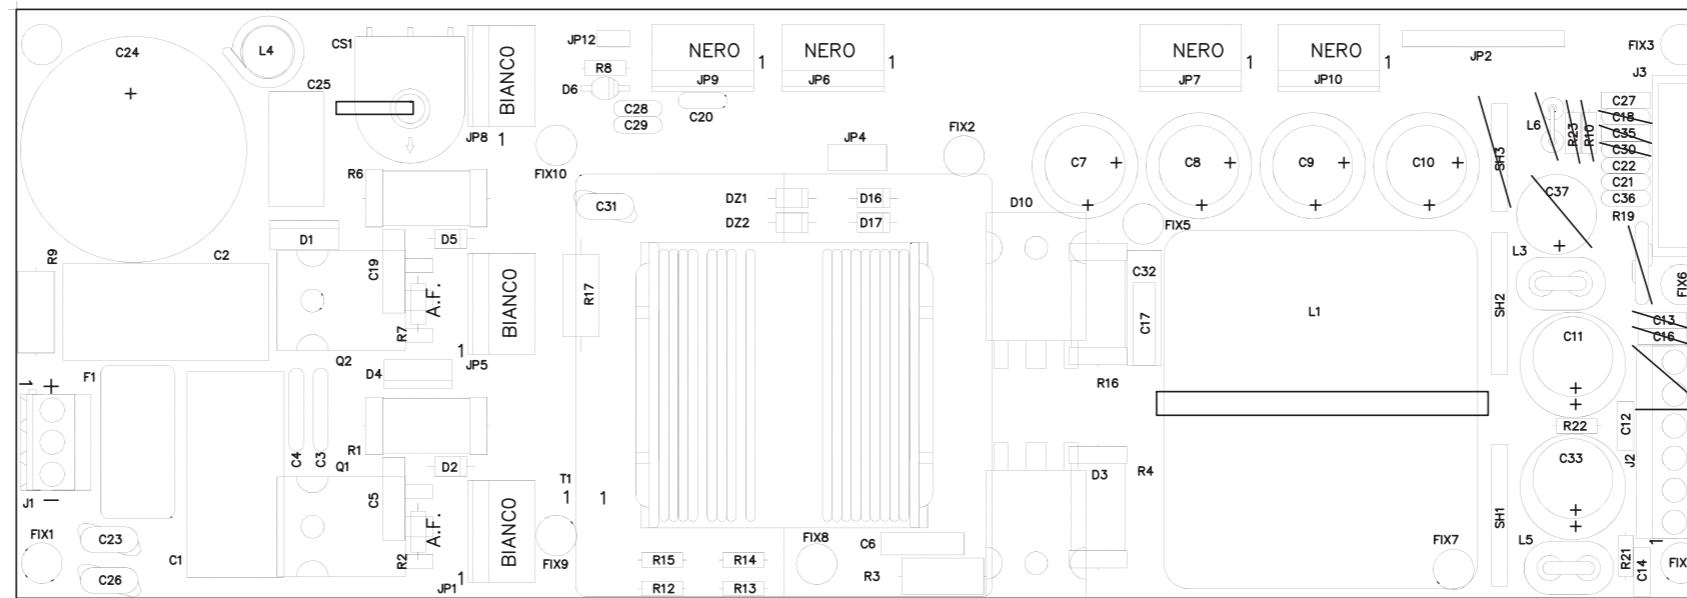 C24
L4
CS1
C25
JP8
BIANCO
1
JP12
R8
D6
C28
C29
NERO
1
JP9
C20
NERO
1
JP6
JP4
FIX2
NERO
1
JP7
NERO
1
JP10
JP2
FIX3
J3
C27
C18
C35
C30
C22
C21
C36
L6
R23
R10
SH3
C37
R19
C7
C8
C9
C10
FIX10
R6
C31
DZ1
DZ2
D16
D17
D10
FIX5
D1
D5
C2
C19
R9
A.F.
R7
BIANCO
1
JP5
R17
C32
C17
L1
SH2
L3
FIX6
C13
C16
C11
Q2
D4
R16
F1
1
J1
C4
C3
R1
Q1
D2
C5
A.F.
R2
BIANCO
1
JP1
T1
1
1
D3
R4
R22
C12
J2
C33
SH1
L5
R21
C14
1
FIX
FIX1
C23
C26
C1
FIX9
R15
R14
R12
R13
FIX8
C6
R3
FIX7